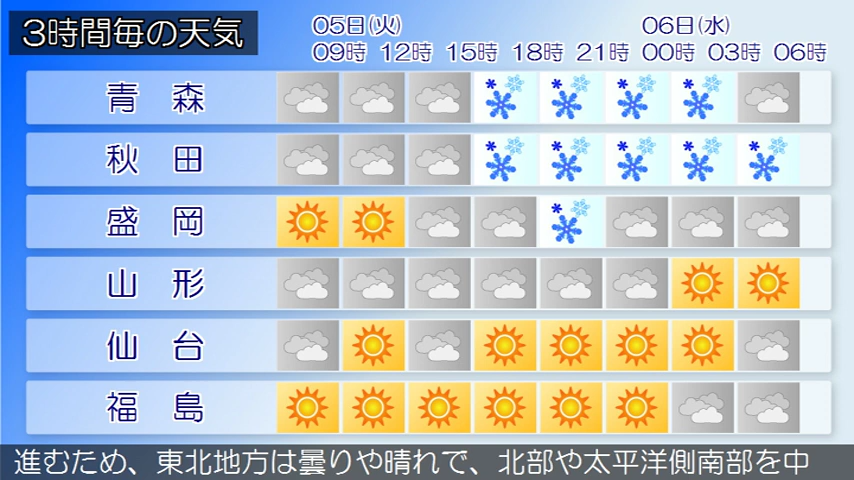 3時間毎の天気
05日(火) 06日(水)
09時 12時 15時 18時 21時 00時 03時 06時
青 森
秋 田
盛 岡
山 形
仙 台
福 島
進むため、東北地方は曇りや晴れで、北部や太平洋側南部を中